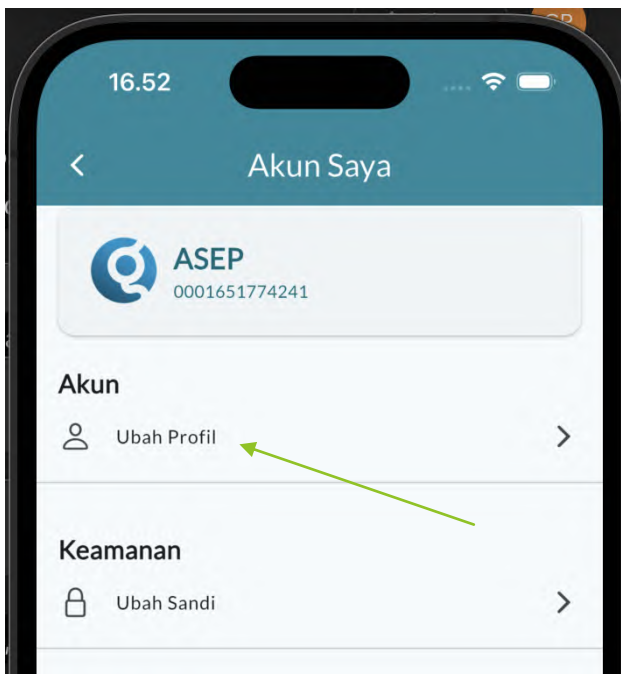 16.52
Akun Saya
ASEP
0001651774241
Akun
Ubah Profil
Keamanan
Ubah Sandi